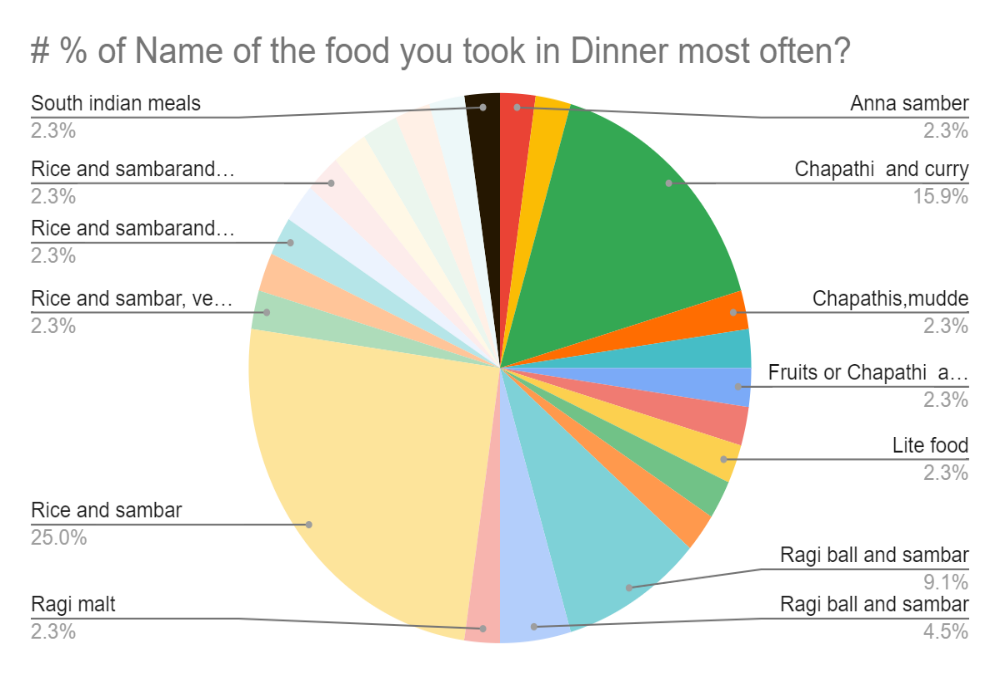 # % of Name of the food you took in Dinner most often?
South indian meals
2.3%
Rice and sambarand…
2.3%
Rice and sambarand…
2.3%
Rice and sambar, ve…
2.3%
Rice and sambar
25.0%
Ragi malt
2.3%
Anna samber
2.3%
Chapathi  and curry
15.9%
Chapathis,mudde
2.3%
Fruits or Chapathi  a…
2.3%
Lite food
2.3%
Ragi ball and sambar
9.1%
Ragi ball and sambar
4.5%